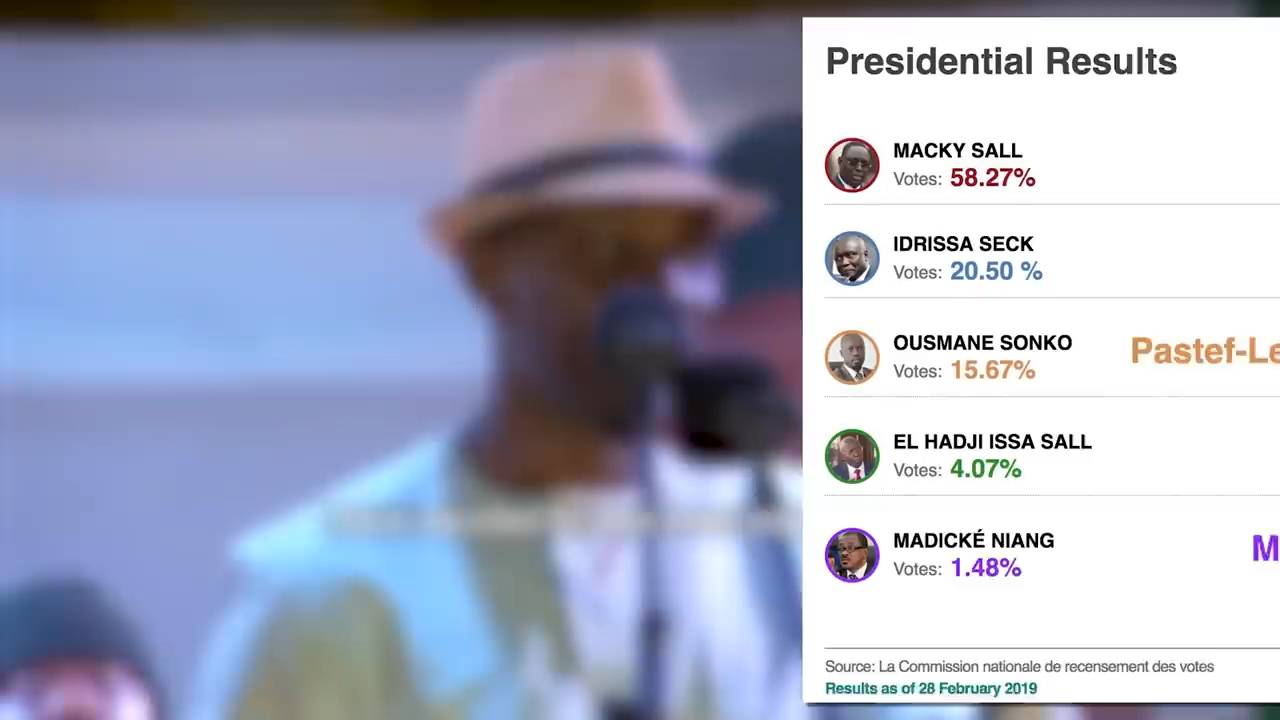 Presidential Results
MACKY SALL
Votes: 58.27%
IDRISSA SECK
Votes: 20.50 %
OUSMANE SONKO
Pastef-Le
Votes: 15.67%
EL HADJI ISSA SALL
Votes: 4.07%
MADICKÉ NIANG
M
Votes: 1.48%
Source: La Commission nationale de recensement des votes
Results as of 28 February 2019